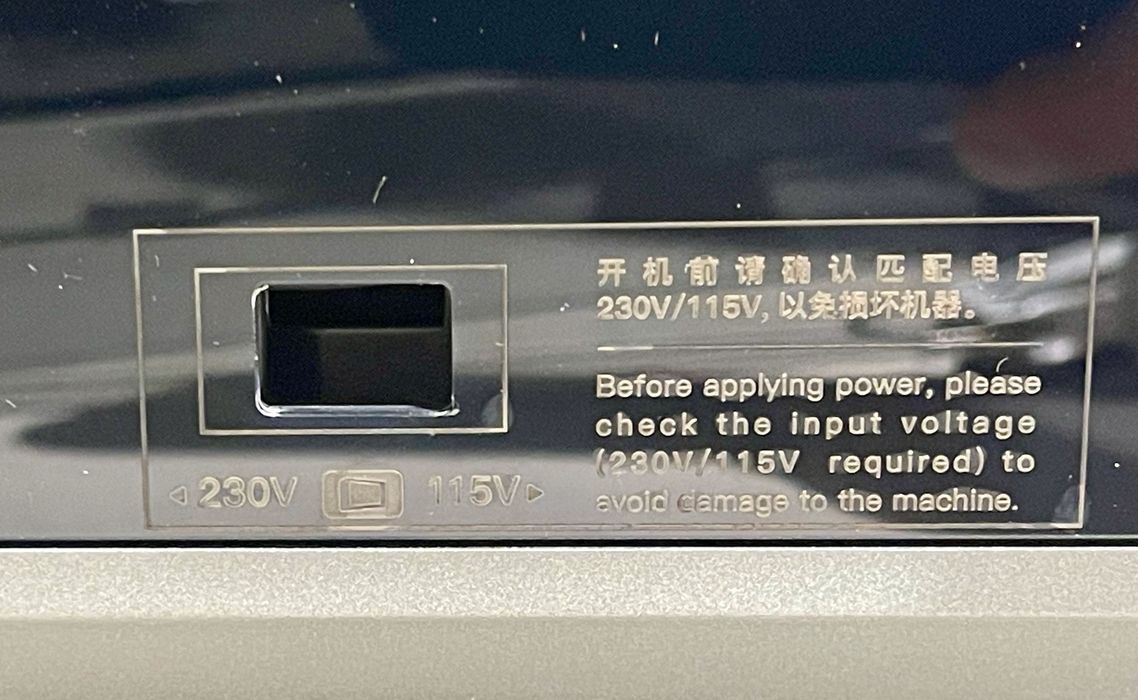 开机前请确认匹配电压
230V/115V, 以免损坏机器。
Before applying power, please
check the input voltage
(230V/115V required) to
avoid damage to the machine.
230V 115V